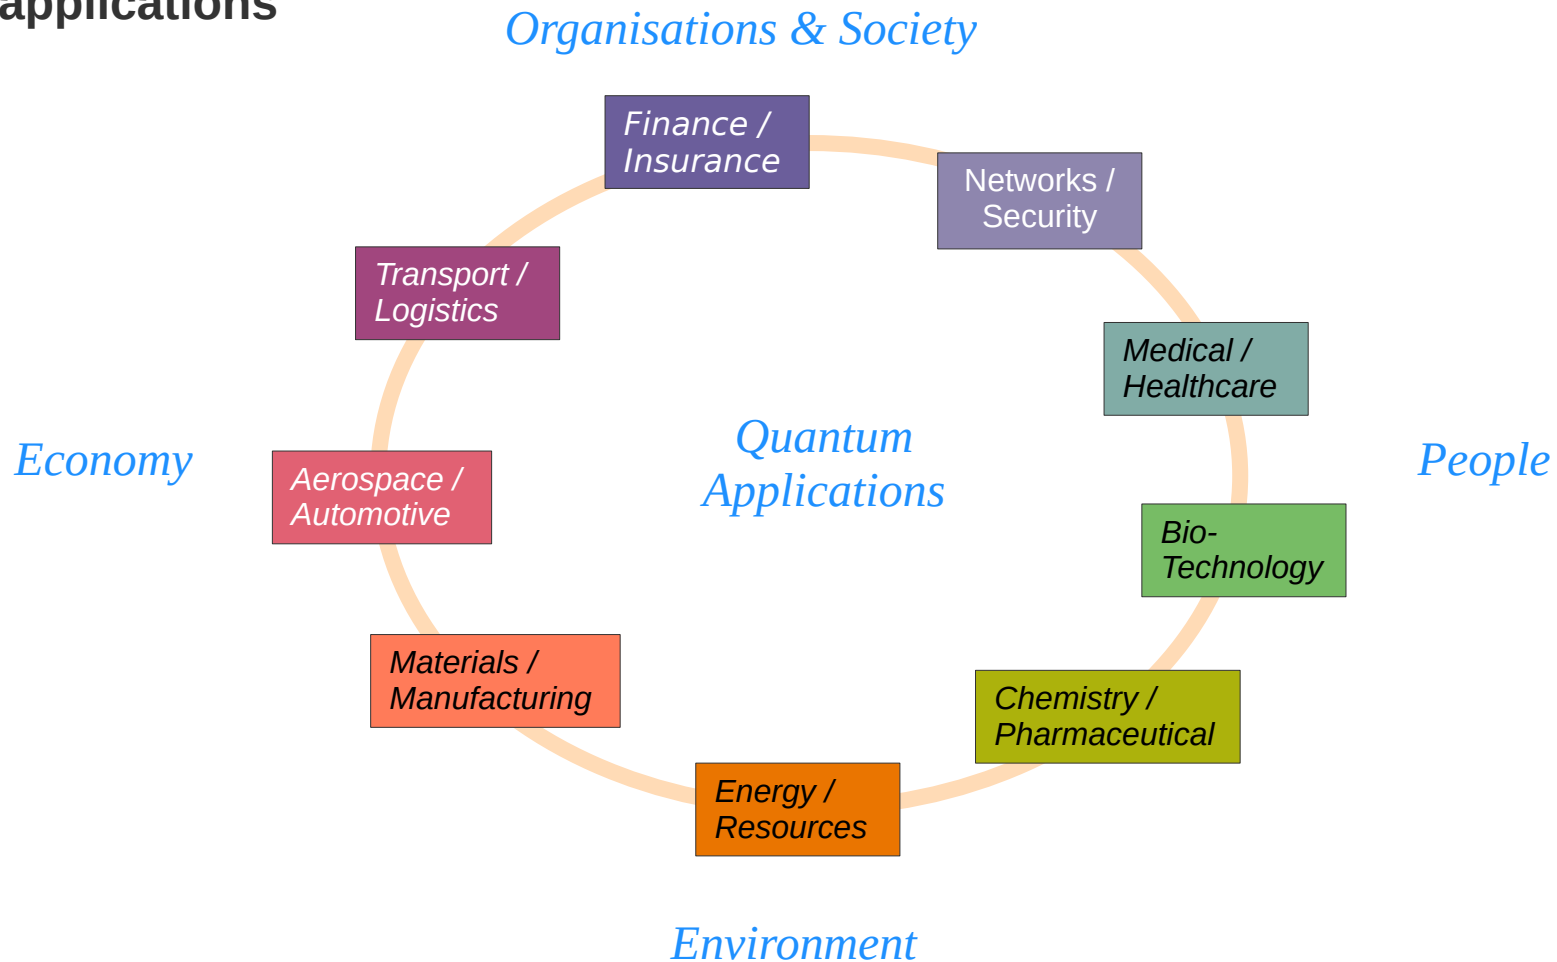 applications
Organisations & Society
Finance /
Insurance
Networks /
Security
Transport /
Logistics
Medical /
Healthcare
Economy
Quantum
Applications
People
Aerospace /
Automotive
Bio-
Technology
Materials /
Manufacturing
Chemistry /
Pharmaceutical
Energy /
Resources
Environment